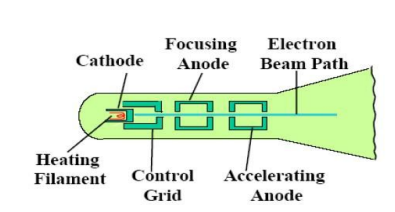 Cathode
Focusing
Anode
Electron
Beam Path
Heating
Filament
Control
Grid
Accelerating
Anode